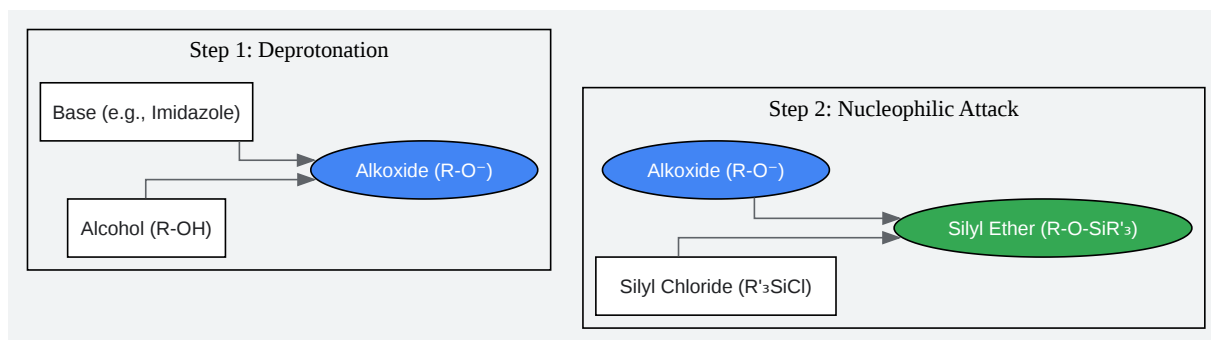 Step 1: Deprotonation
Base (e.g., Imidazole)
Alkoxide (R-O⁻)
Alcohol (R-OH)
Step 2: Nucleophilic Attack
Alkoxide (R-O⁻)
Silyl Ether (R-O-SiR'₃)
Silyl Chloride (R'₃SiCl)